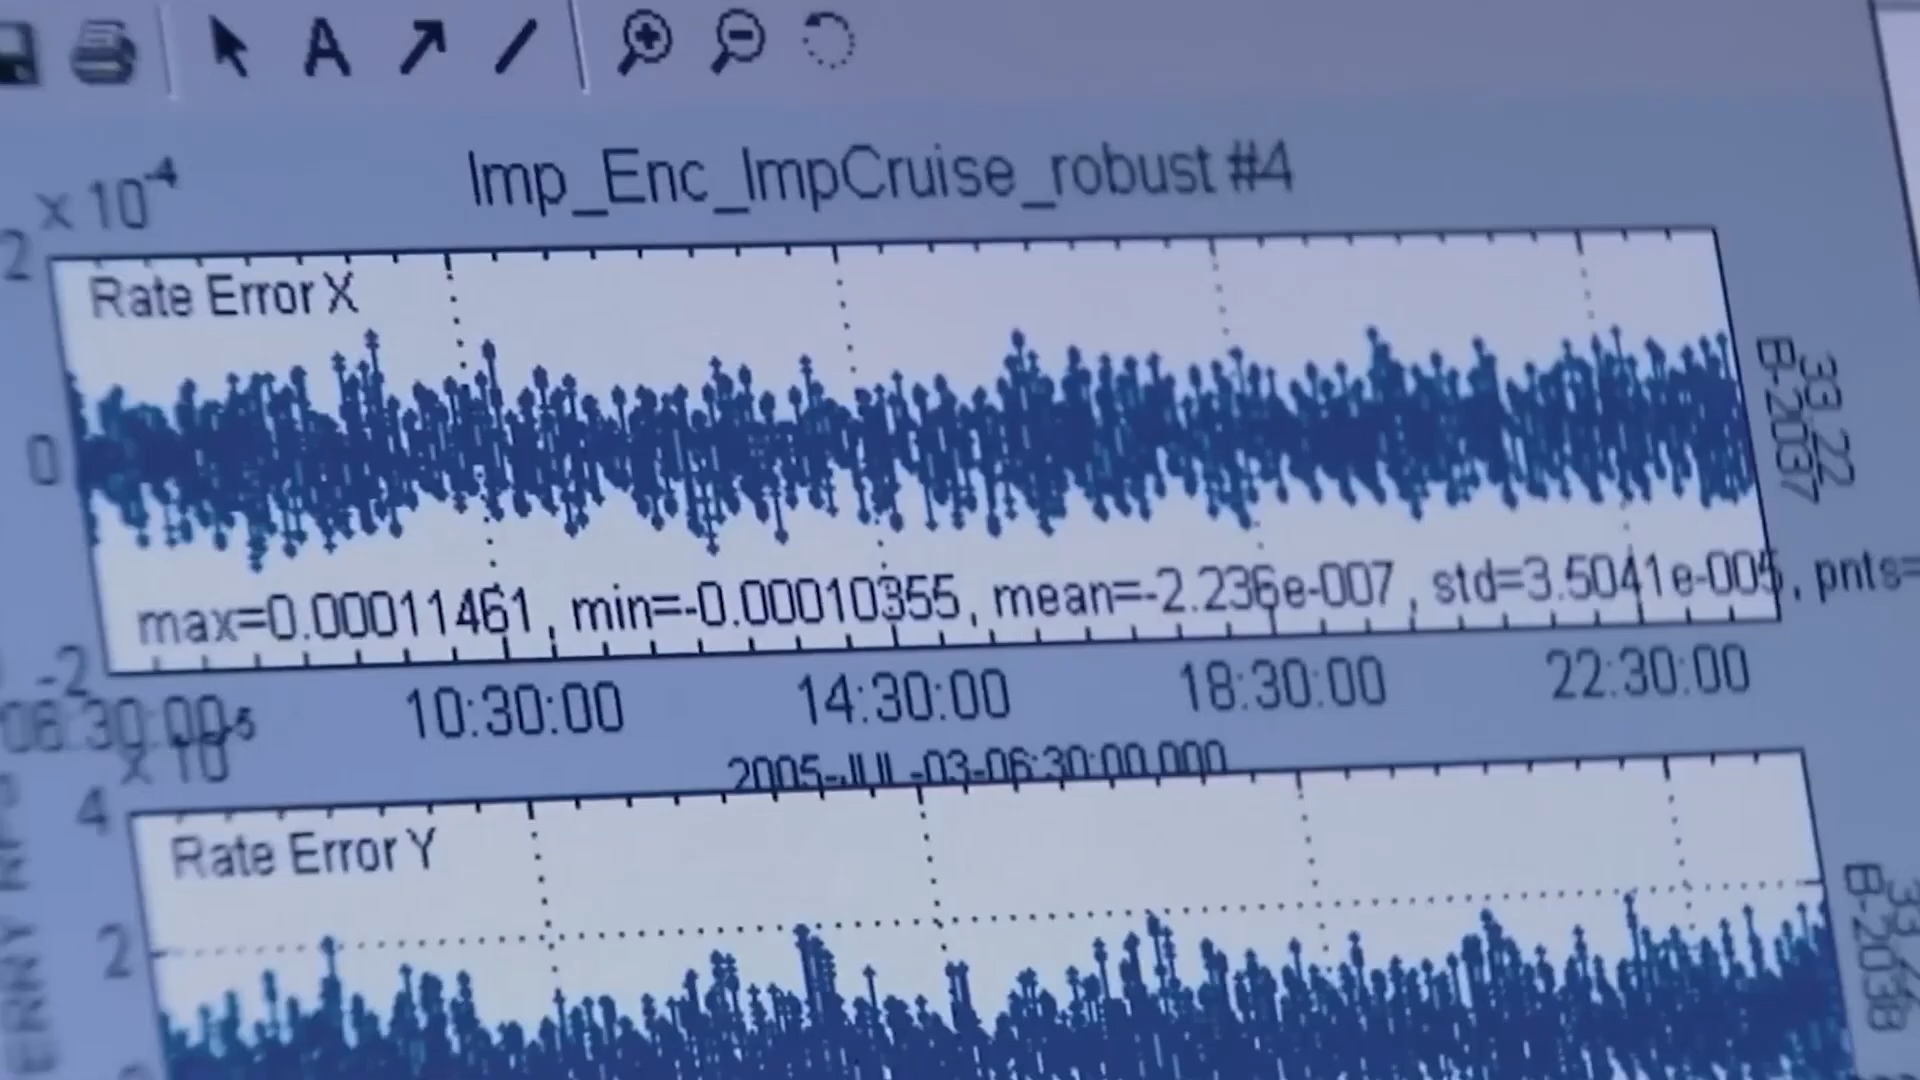 A
x 10-4
Imp_Enc_ImpCruise_robust #4
2
Rate Error X
0
33, 22
B-2037
max=0.00011461, min=-0.00010355, mean=-2.236e-007, std=3.5041e-005, pnts=
-2
06:30:00 10:30:00 14:30:00 18:30:00 22:30:00
x 10-5
2005-JUL-03-06:30:00.000
4
Rate Error Y
2
B-2038